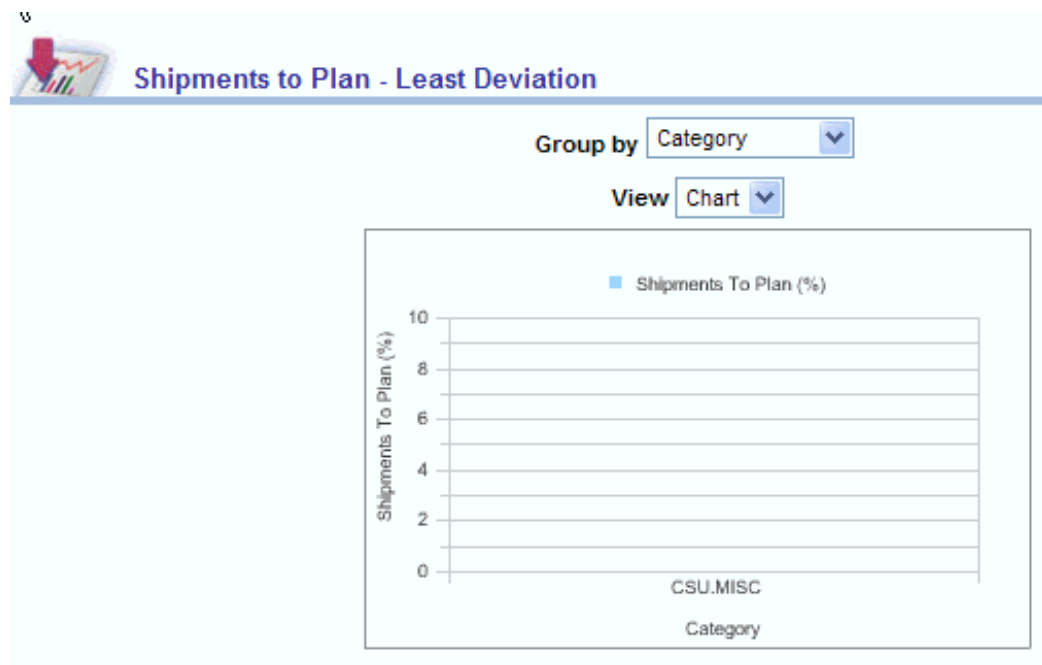 Shipments to Plan - Least Deviation
Group by Category
View Chart
Shipments To Plan (%)
Shipments To Plan (%)
10
8
6
4
2
0
CSU.MISC
Category